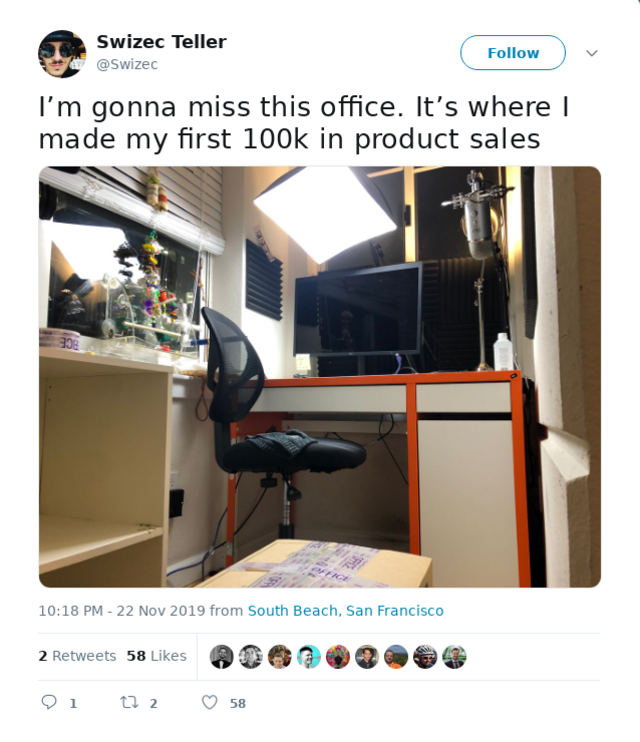 Swizec Teller
@Swizec
Follow
I’m gonna miss this office. It’s where I
made my first 100k in product sales
OFFICE
10:18 PM - 22 Nov 2019 from South Beach, San Francisco
2 Retweets 58 Likes
1 2 58